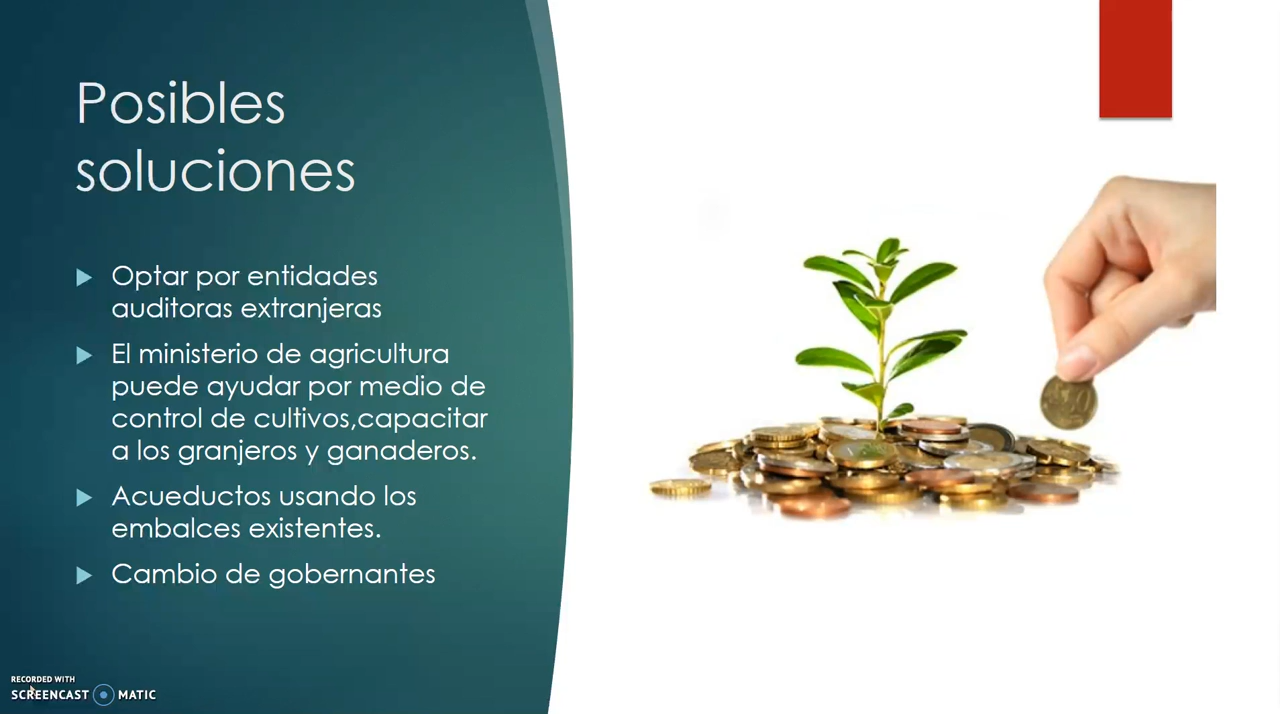 Posibles
soluciones
Optar por entidades
auditoras extranjeras
El ministerio de agricultura
puede ayudar por medio de
control de cultivos,capacitar
a los granjeros y ganaderos.
Acueductos usando los
embalces existentes.
Cambio de gobernantes
RECORDED WITH
SCREENCAST MATIC